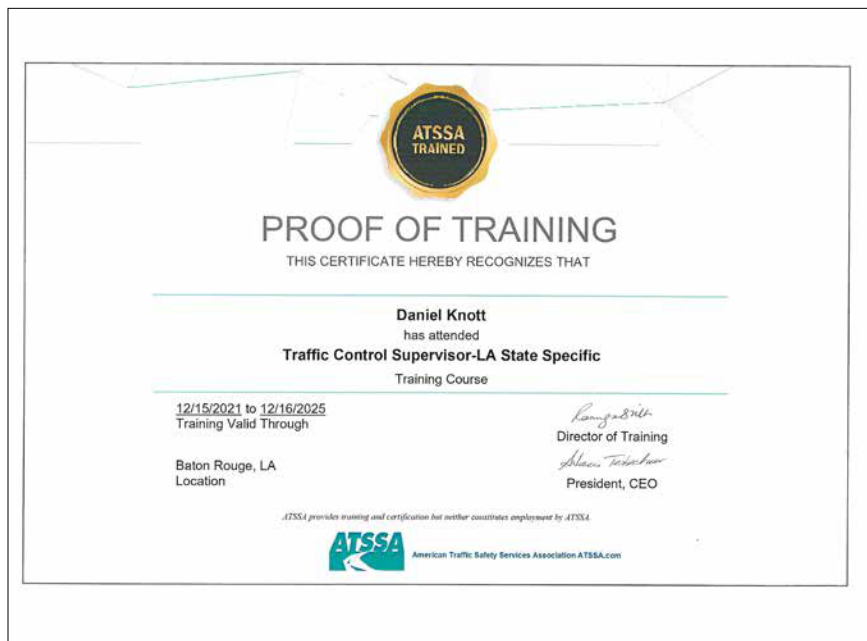 ATSSA
TRAINED
PROOF OF TRAINING
THIS CERTIFICATE HEREBY RECOGNIZES THAT
Daniel Knott
has attended
Traffic Control Supervisor-LA State Specific
Training Course
12/15/2021 to 12/16/2025
Training Valid Through
Director of Training
Baton Rouge, LA
Location
President, CEO
ATSSA provides training and certification but neither constitutes employment by ATSSA.
ATSSA
American Traffic Safety Services Association ATSSA.com